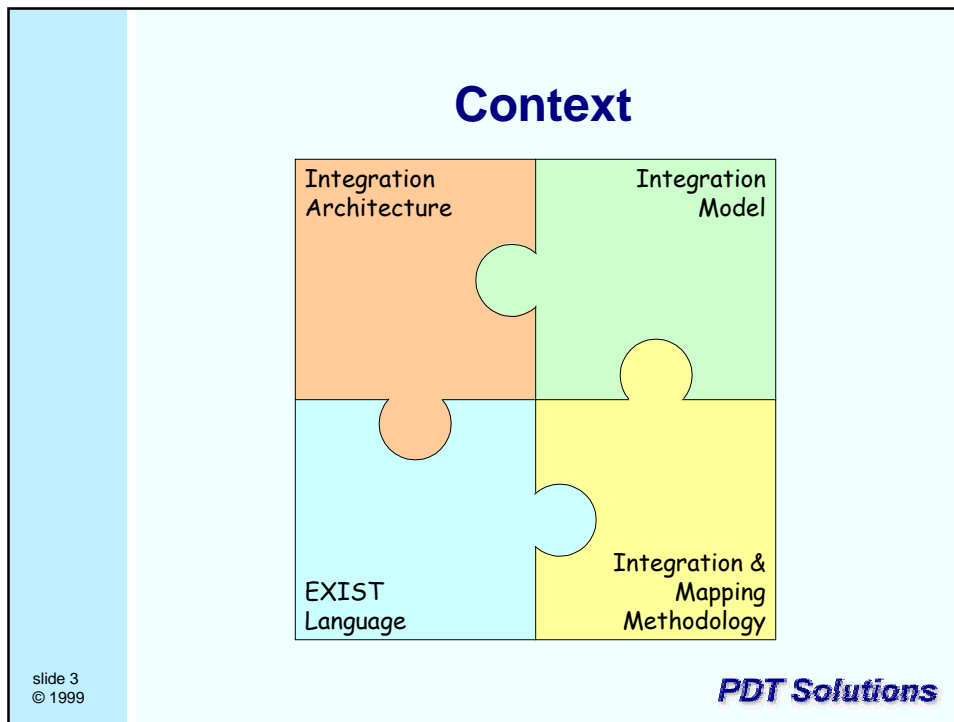 Context
Integration
Architecture
Integration
Model
EXIST
Language
Integration &
Mapping
Methodology
slide 3
© 1999
PDT Solutions